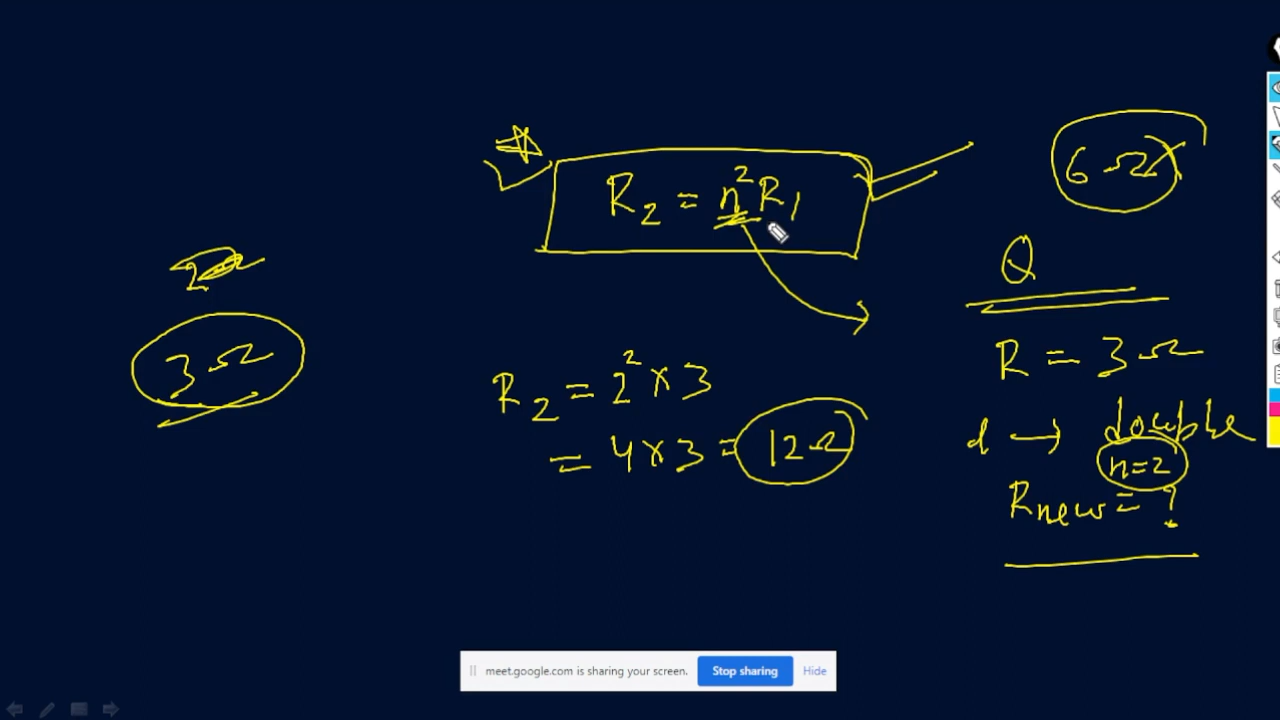 R₂ = n²R₁
6Ω
Q
R = 3Ω
l → double
n=2
Rnew = ?
3Ω
R₂ = 2² × 3
= 4 × 3 = 12Ω
meet.google.com is sharing your screen.
Stop sharing
Hide